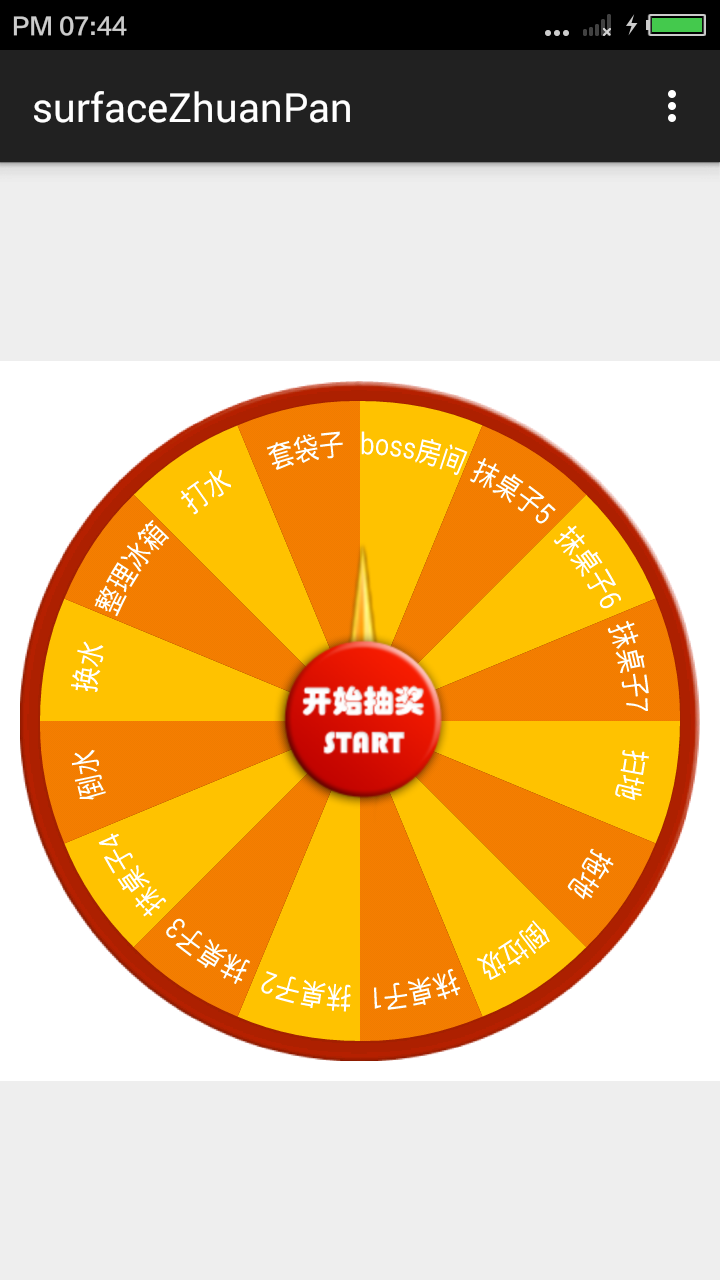 PM 07:44
surfaceZhuanPan
boss房间
抹桌子5
抹桌子6
抹桌子7
扫地
拖地
倒垃圾
抹桌子1
抹桌子2
抹桌子3
抹桌子4
倒水
换水
整理冰箱
打水
套袋子
开始抽奖
START